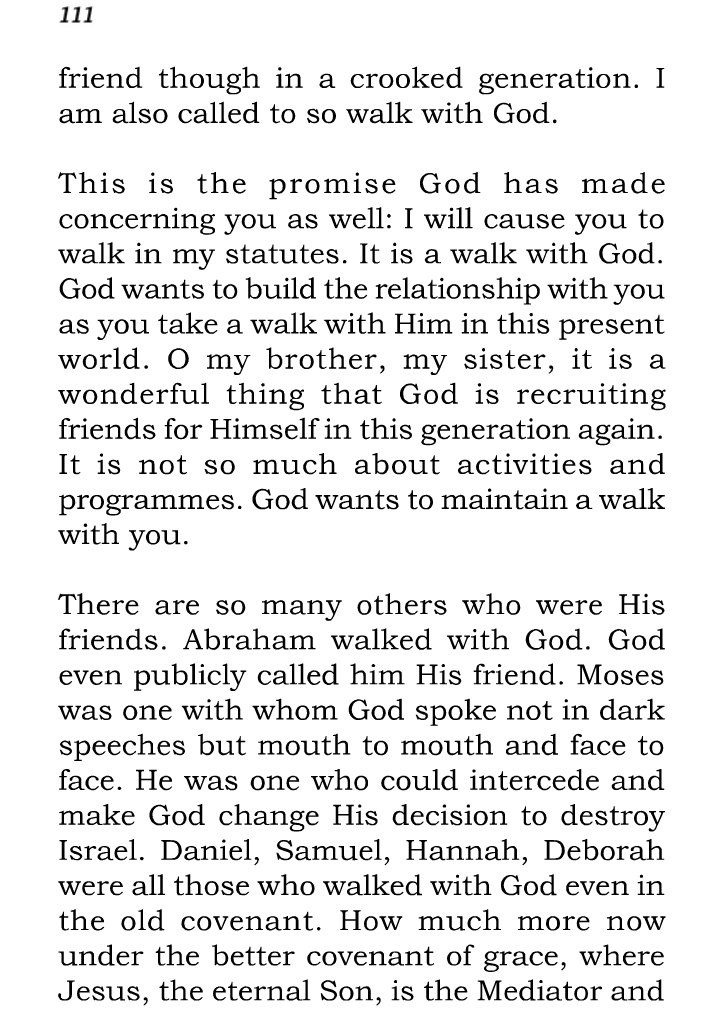 111
friend though in a crooked generation. I
am also called to so walk with God.
This is the promise God has made
concerning you as well: I will cause you to
walk in my statutes. It is a walk with God.
God wants to build the relationship with you
as you take a walk with Him in this present
world. O my brother, my sister, it is a
wonderful thing that God is recruiting
friends for Himself in this generation again.
It is not so much about activities and
programmes. God wants to maintain a walk
with you.
There are so many others who were His
friends. Abraham walked with God. God
even publicly called him His friend. Moses
was one with whom God spoke not in dark
speeches but mouth to mouth and face to
face. He was one who could intercede and
make God change His decision to destroy
Israel. Daniel, Samuel, Hannah, Deborah
were all those who walked with God even in
the old covenant. How much more now
under the better covenant of grace, where
Jesus, the eternal Son, is the Mediator and